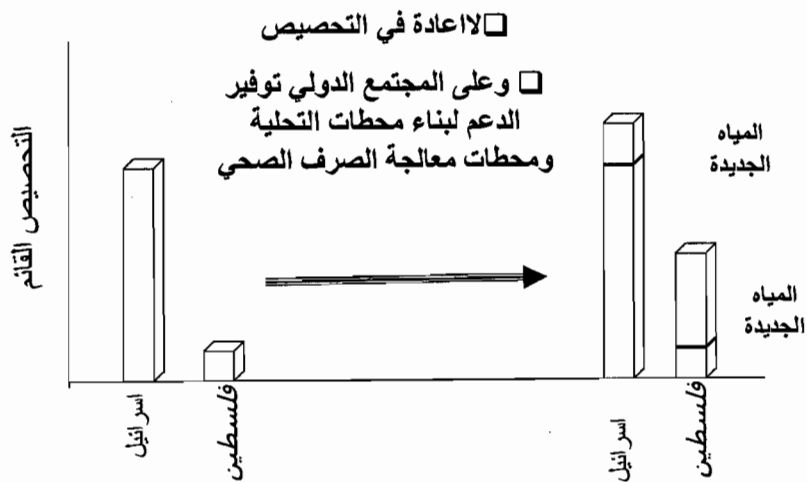 ❑ لااعادة في التحصيص
❑ وعلى المجتمع الدولي توفير
الدعم لبناء محطات التحلية
ومحطات معالجة الصرف الصحي
التحصيص القائم
المياه
الجديدة
المياه
الجديدة
اسرائيل
فلسطين
اسرائيل
فلسطين